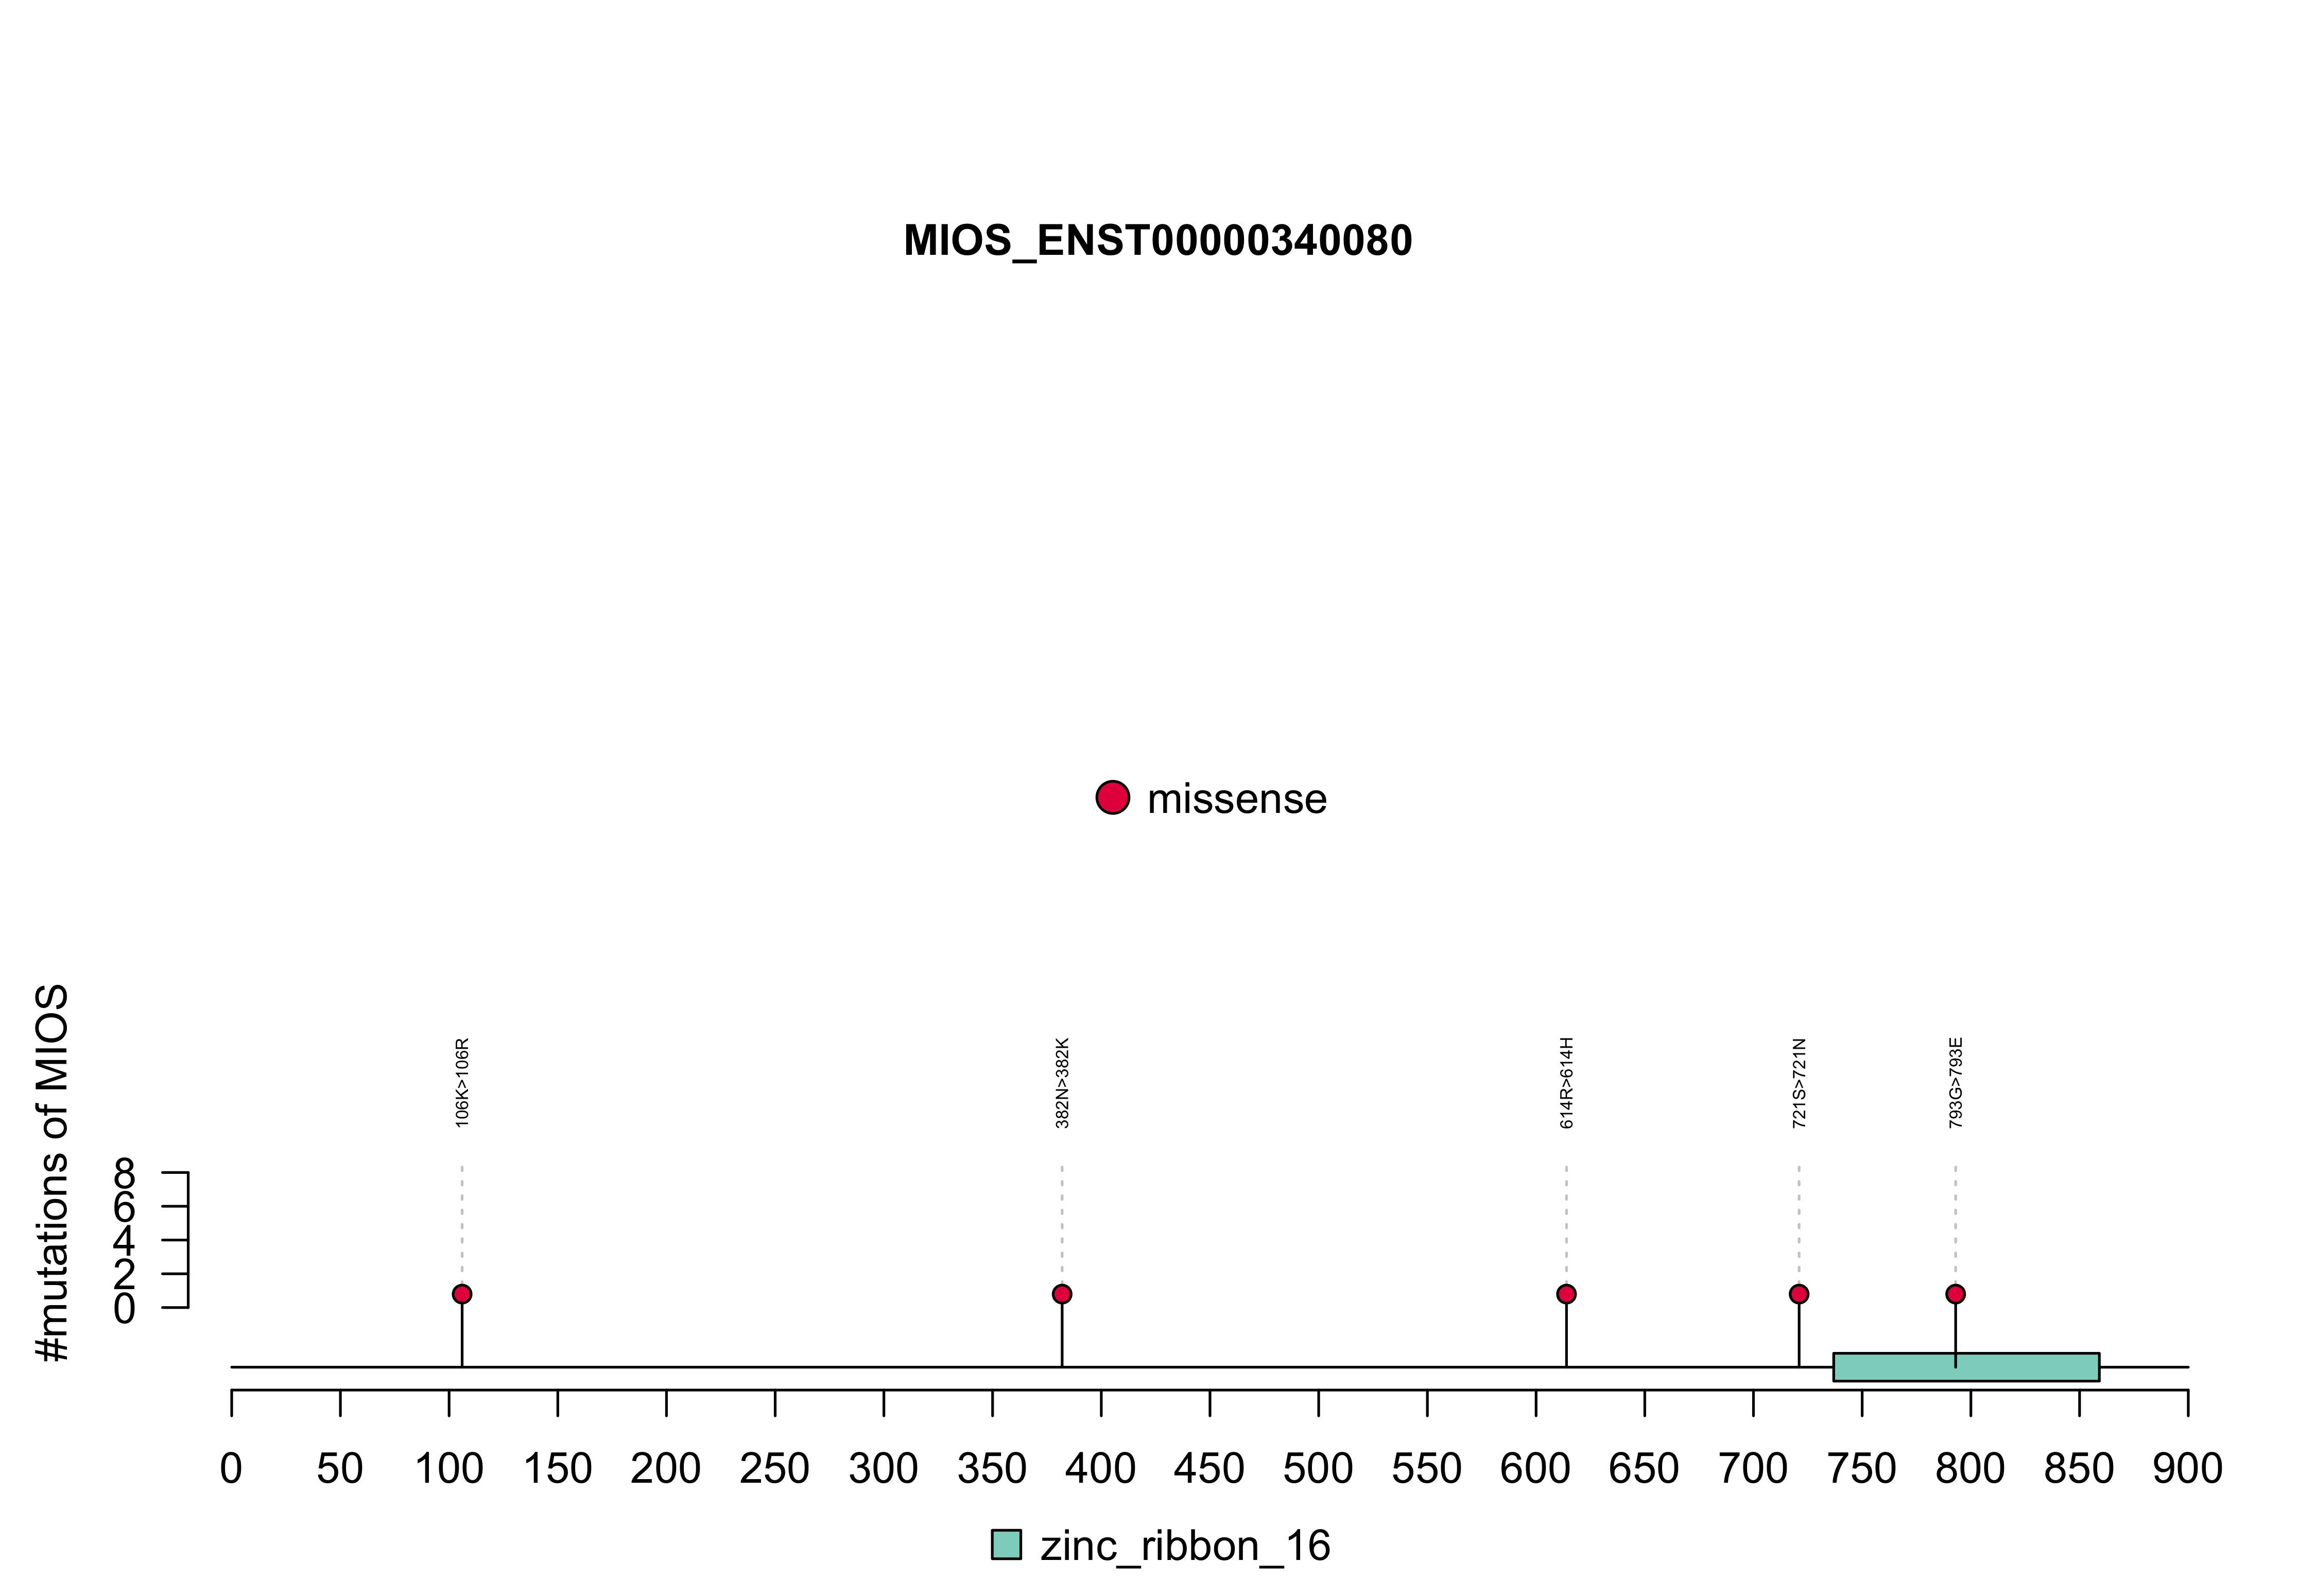 MIOS_ENST00000340080
missense
#mutations of MIOS
106K>106R
382N>382K
614R>614H
721S>721N
793G>793E
8
6
4
2
0
0 50 100 150 200 250 300 350 400 450 500 550 600 650 700 750 800 850 900
zinc_ribbon_16